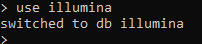 > use illumina
switched to db illumina
>